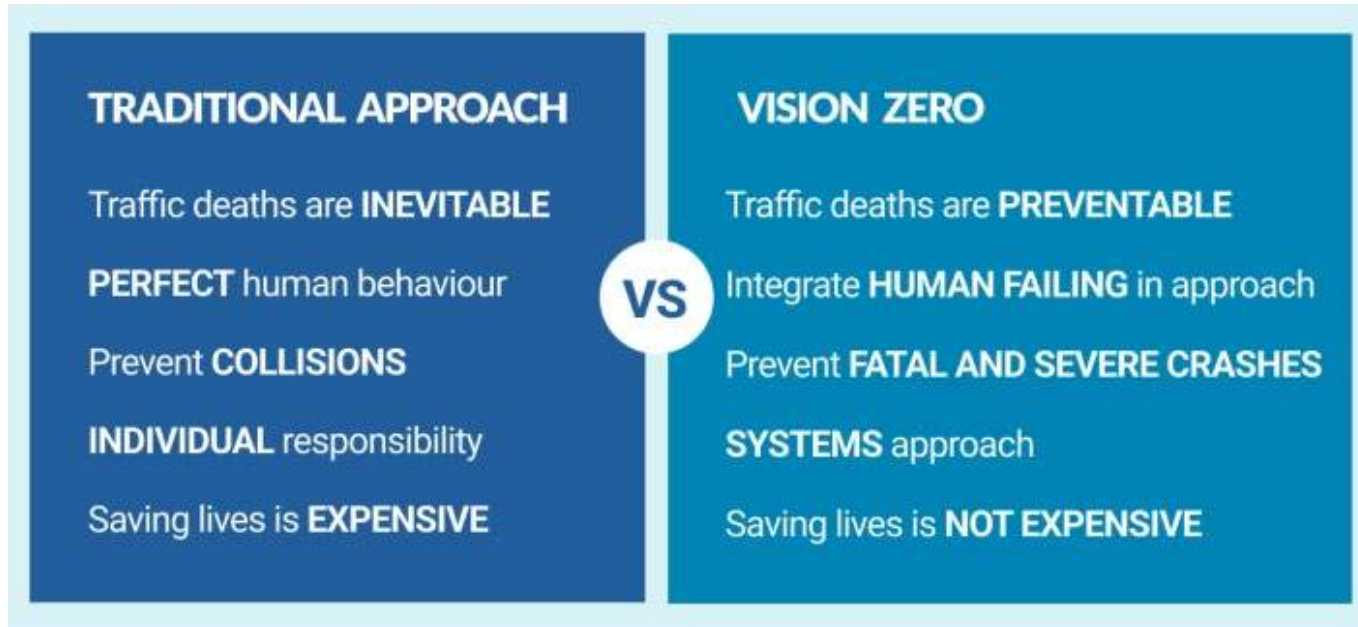 TRADITIONAL APPROACH
Traffic deaths are INEVITABLE
PERFECT human behaviour
Prevent COLLISIONS
INDIVIDUAL responsibility
Saving lives is EXPENSIVE
VS
VISION ZERO
Traffic deaths are PREVENTABLE
Integrate HUMAN FAILING in approach
Prevent FATAL AND SEVERE CRASHES
SYSTEMS approach
Saving lives is NOT EXPENSIVE